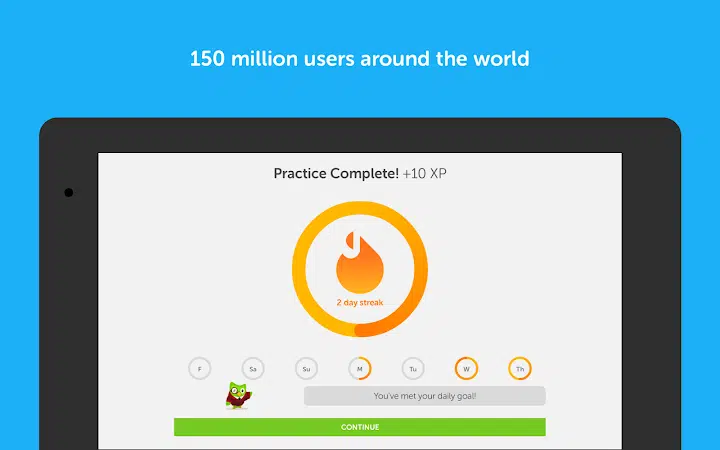 150 million users around the world
Practice Complete! +10 XP
2 day streak
F Sa Su M Tu W Th
You've met your daily goal!
CONTINUE